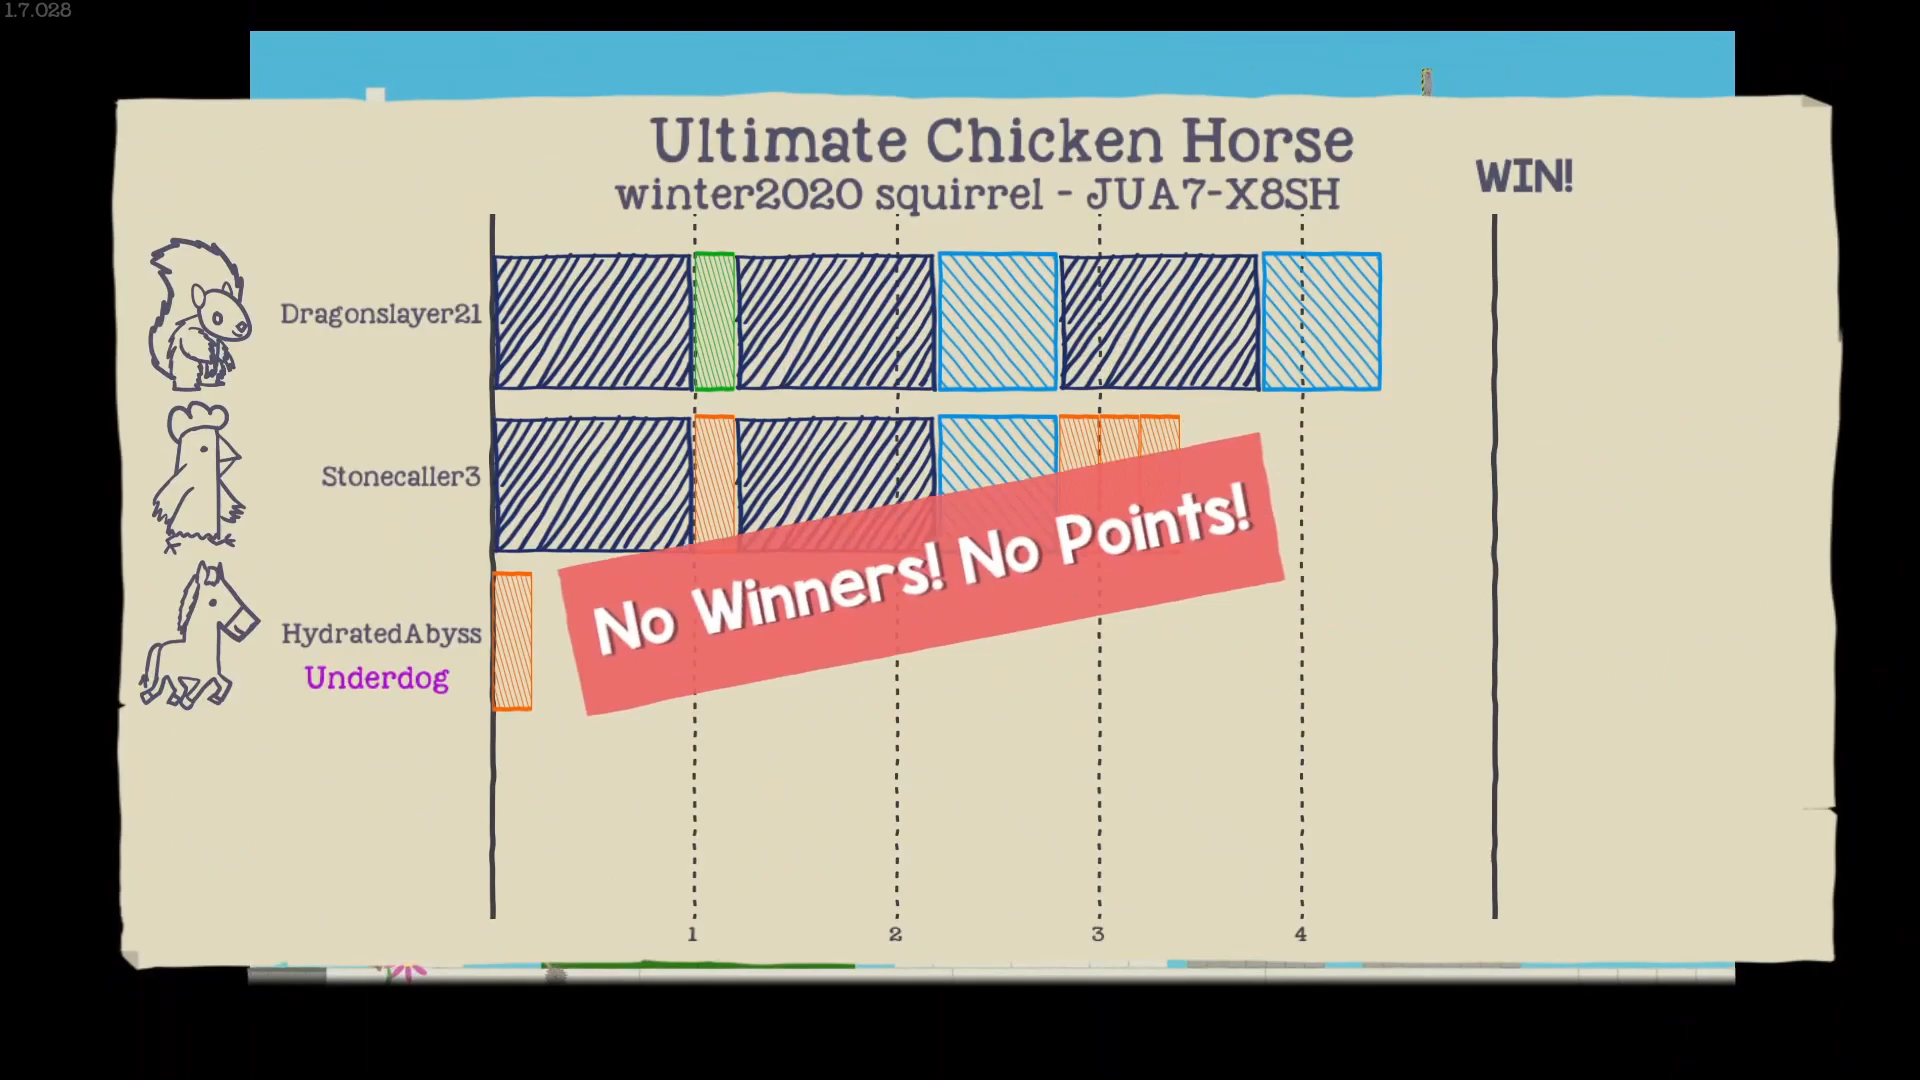 1.7.028
Ultimate Chicken Horse
winter2020 squirrel - JUA7-X8SH
WIN!
Dragonslayer21
Stonecaller3
No Winners! No Points!
HydratedAbyss
Underdog
1 2 3 4